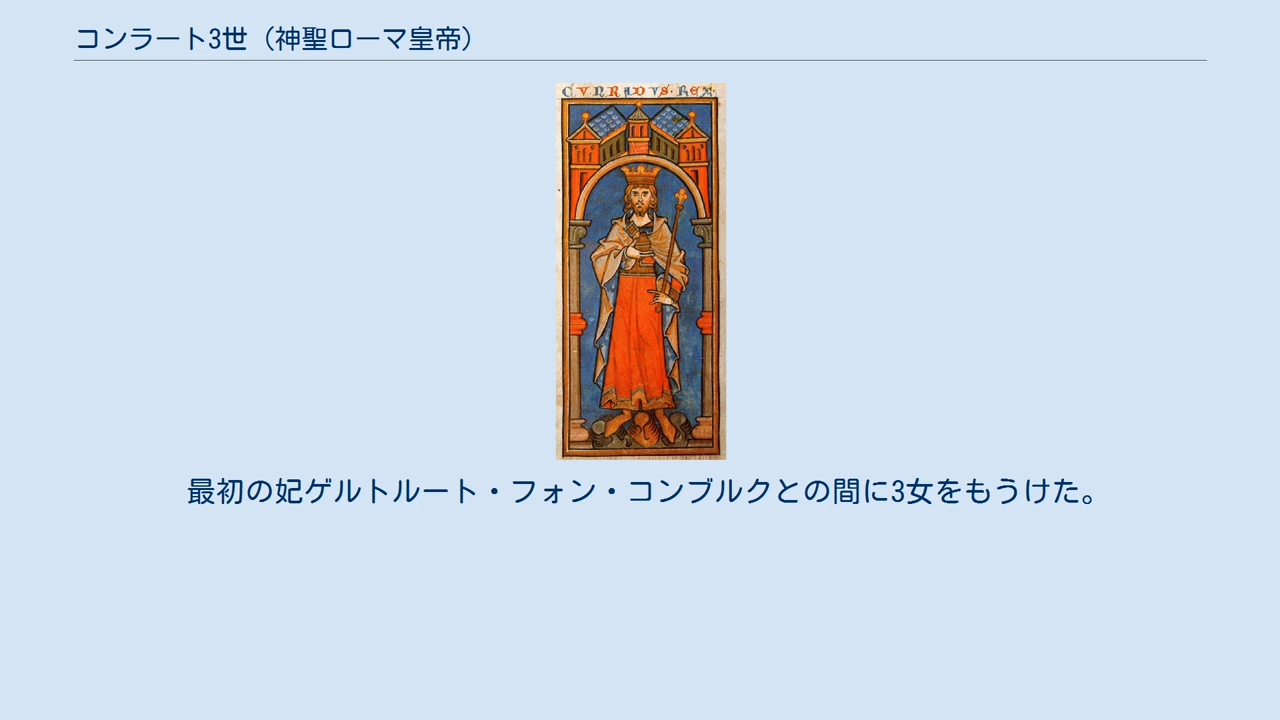 コンラート3世（神聖ローマ皇帝）
CVNRADVS·REX·
最初の妃ゲルトルート・フォン・コンブルクとの間に3女をもうけた。